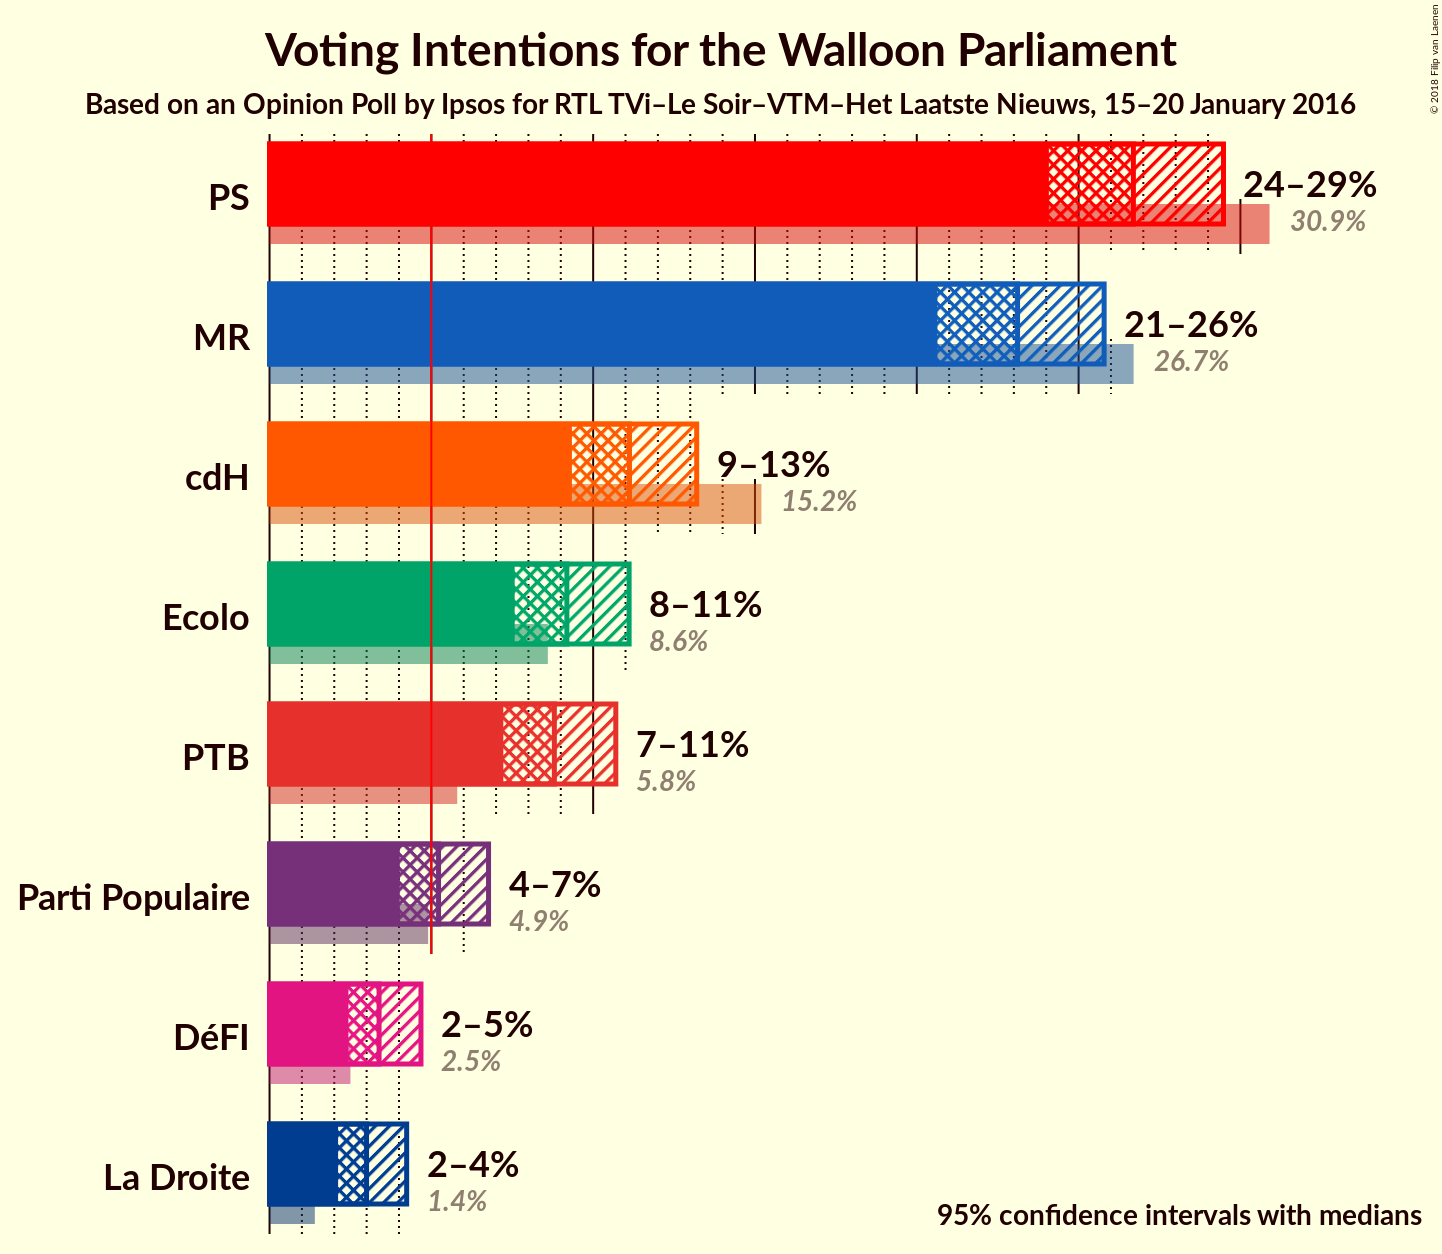 Voting Intentions for the Walloon Parliament
Based on an Opinion Poll by Ipsos for RTL TVi–Le Soir–VTM–Het Laatste Nieuws, 15–20 January 2016
© 2018 Filip van Laenen
PS
24–29%
30.9%
MR
21–26%
26.7%
cdH
9–13%
15.2%
Ecolo
8–11%
8.6%
PTB
7–11%
5.8%
Parti Populaire
4–7%
4.9%
DéFI
2–5%
2.5%
La Droite
2–4%
1.4%
95% confidence intervals with medians